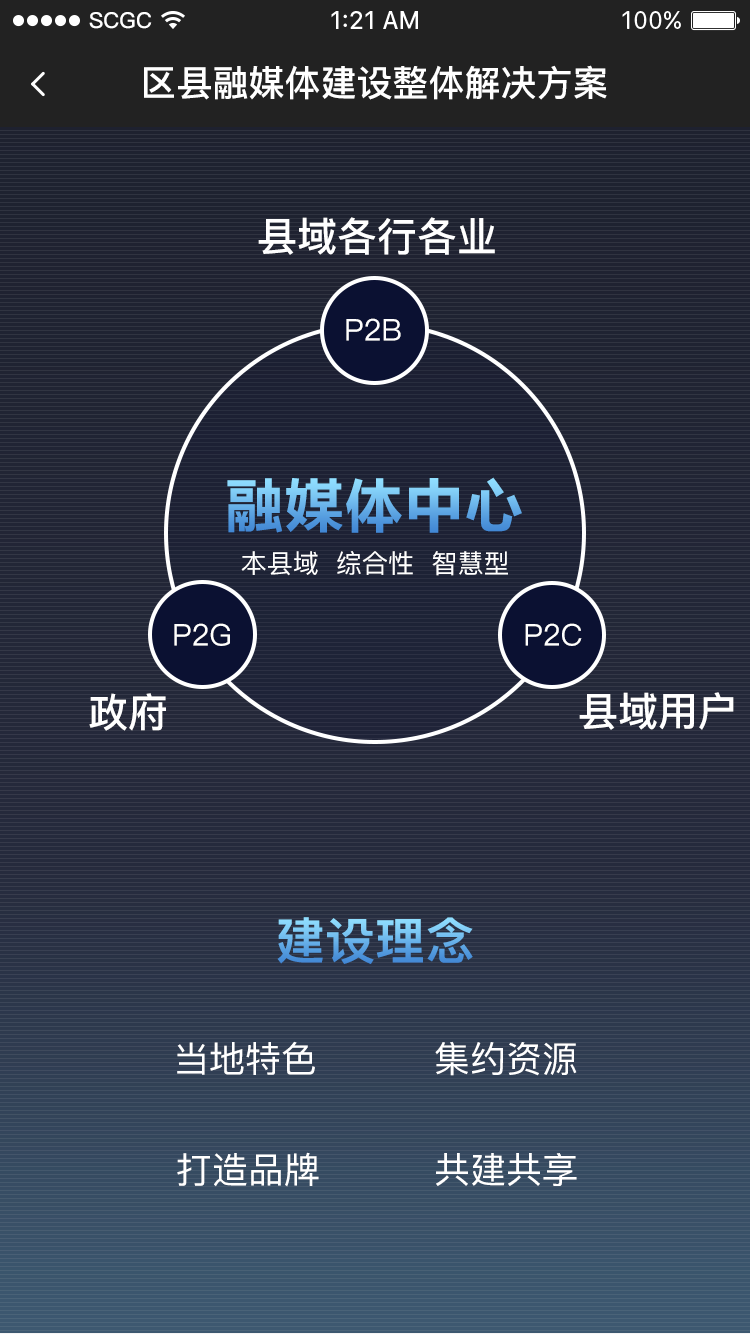 SCGC 1:21 AM 100%
区县融媒体建设整体解决方案
县域各行各业
P2B
融媒体中心
本县域 综合性 智慧型
P2G P2C
政府 县域用户
建设理念
当地特色 集约资源
打造品牌 共建共享